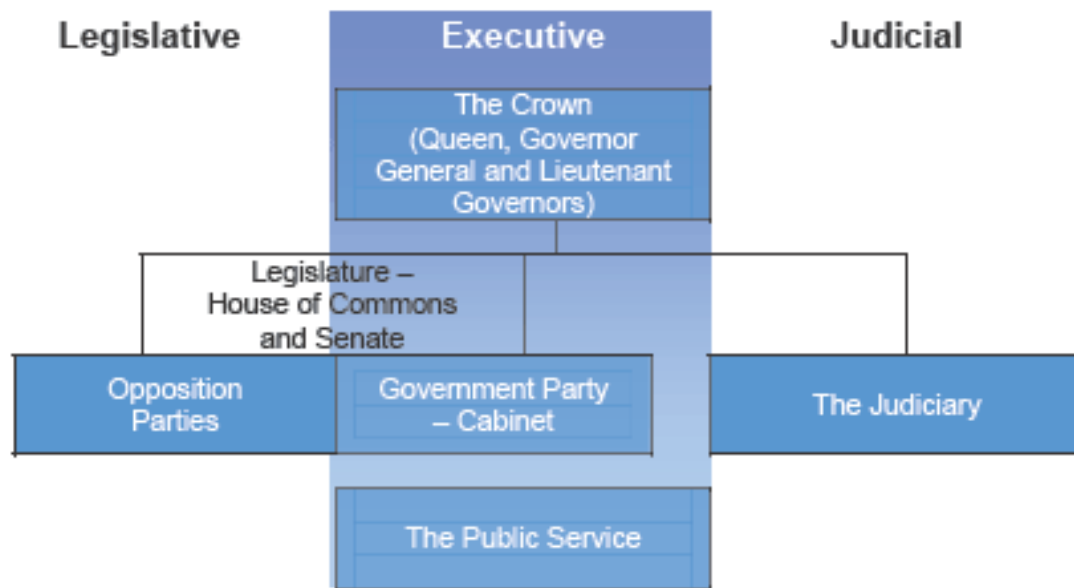 Legislative
Executive
Judicial
The Crown
(Queen, Governor
General and Lieutenant
Governors)
Legislature –
House of Commons
and Senate
Opposition
Parties
Government Party
– Cabinet
The Judiciary
The Public Service